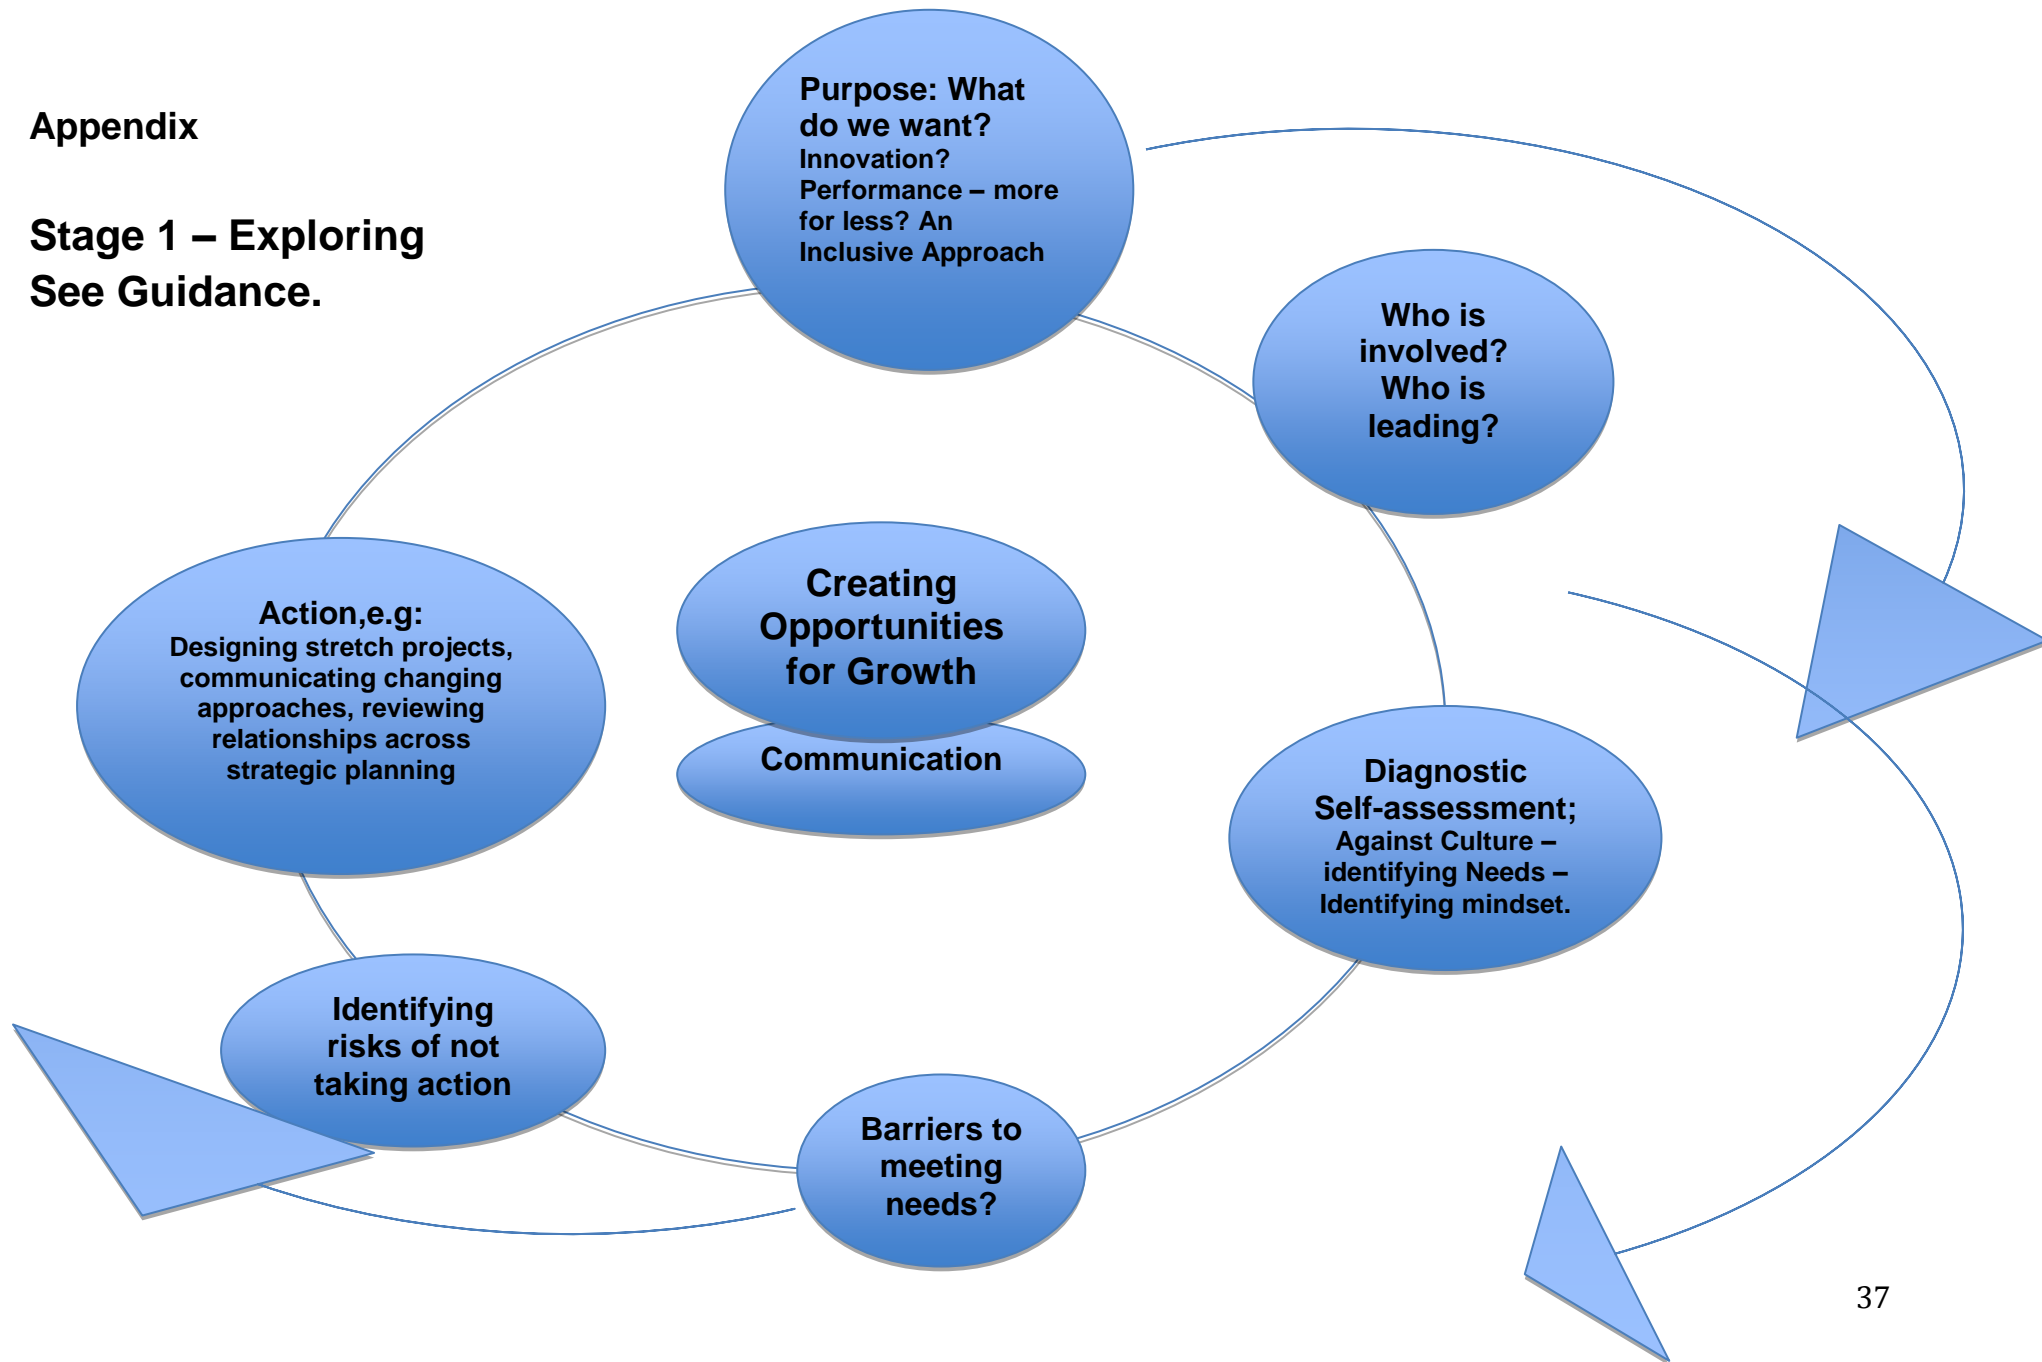 Appendix
Stage 1 – Exploring
See Guidance.
Purpose: What
do we want?
Innovation?
Performance – more
for less? An
Inclusive Approach
Who is
involved?
Who is
leading?
Diagnostic
Self-assessment;
Against Culture –
identifying Needs –
Identifying mindset.
Barriers to
meeting
needs?
Identifying
risks of not
taking action
Action,e.g:
Designing stretch projects,
communicating changing
approaches, reviewing
relationships across
strategic planning
Creating
Opportunities
for Growth
Communication
37